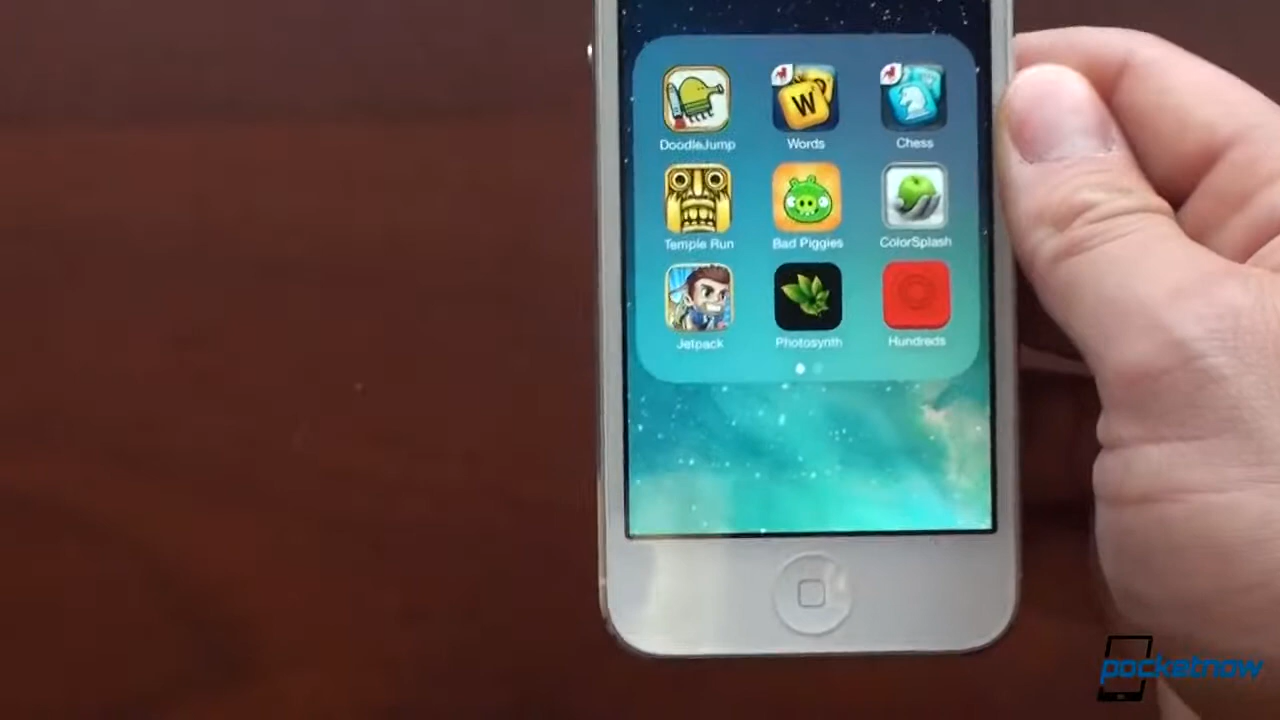 DoodleJump Words Chess
W
Temple Run Bad Piggies ColorSplash
Jetpack Photosynth Hundreds
pocketnow